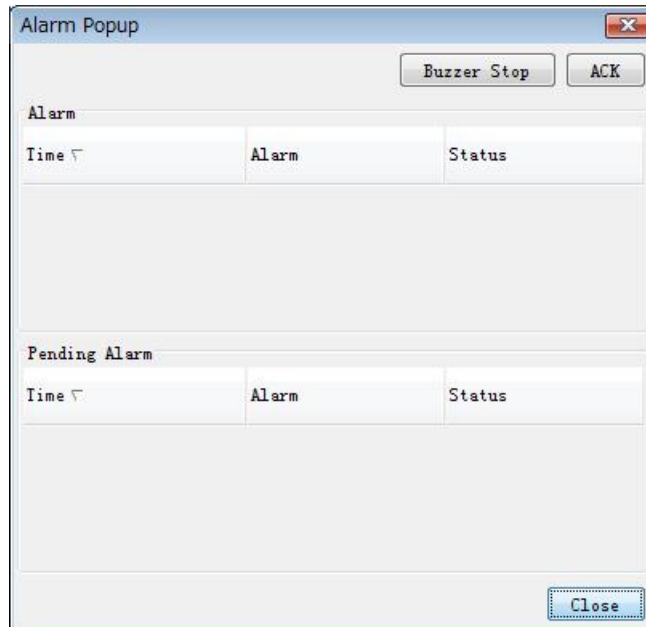 Alarm Popup
Buzzer Stop ACK
Alarm
Time Alarm Status
Pending Alarm
Time Alarm Status
Close